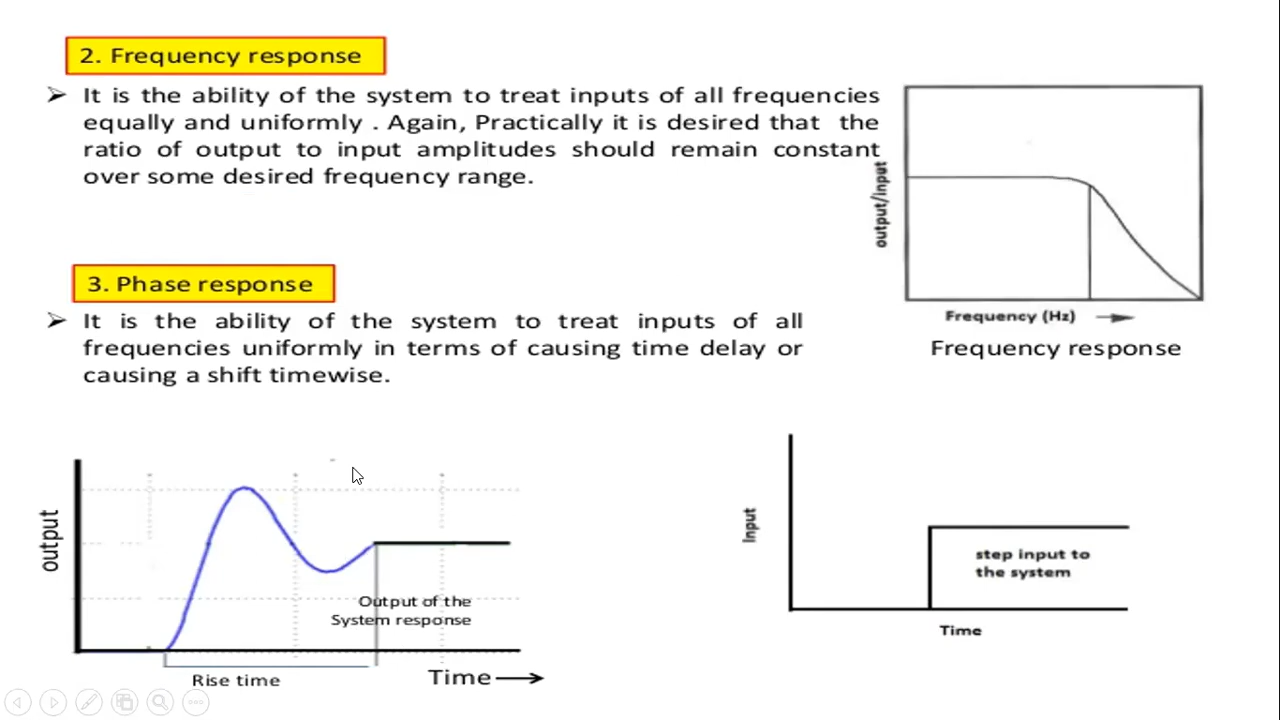 2. Frequency response
➢ It is the ability of the system to treat inputs of all frequencies
equally and uniformly . Again, Practically it is desired that the
ratio of output to input amplitudes should remain constant
over some desired frequency range.
output/input
Frequency (Hz)
Frequency response
3. Phase response
➢ It is the ability of the system to treat inputs of all
frequencies uniformly in terms of causing time delay or
causing a shift timewise.
output
Output of the
System response
Rise time
Time
Input
step input to
the system
Time